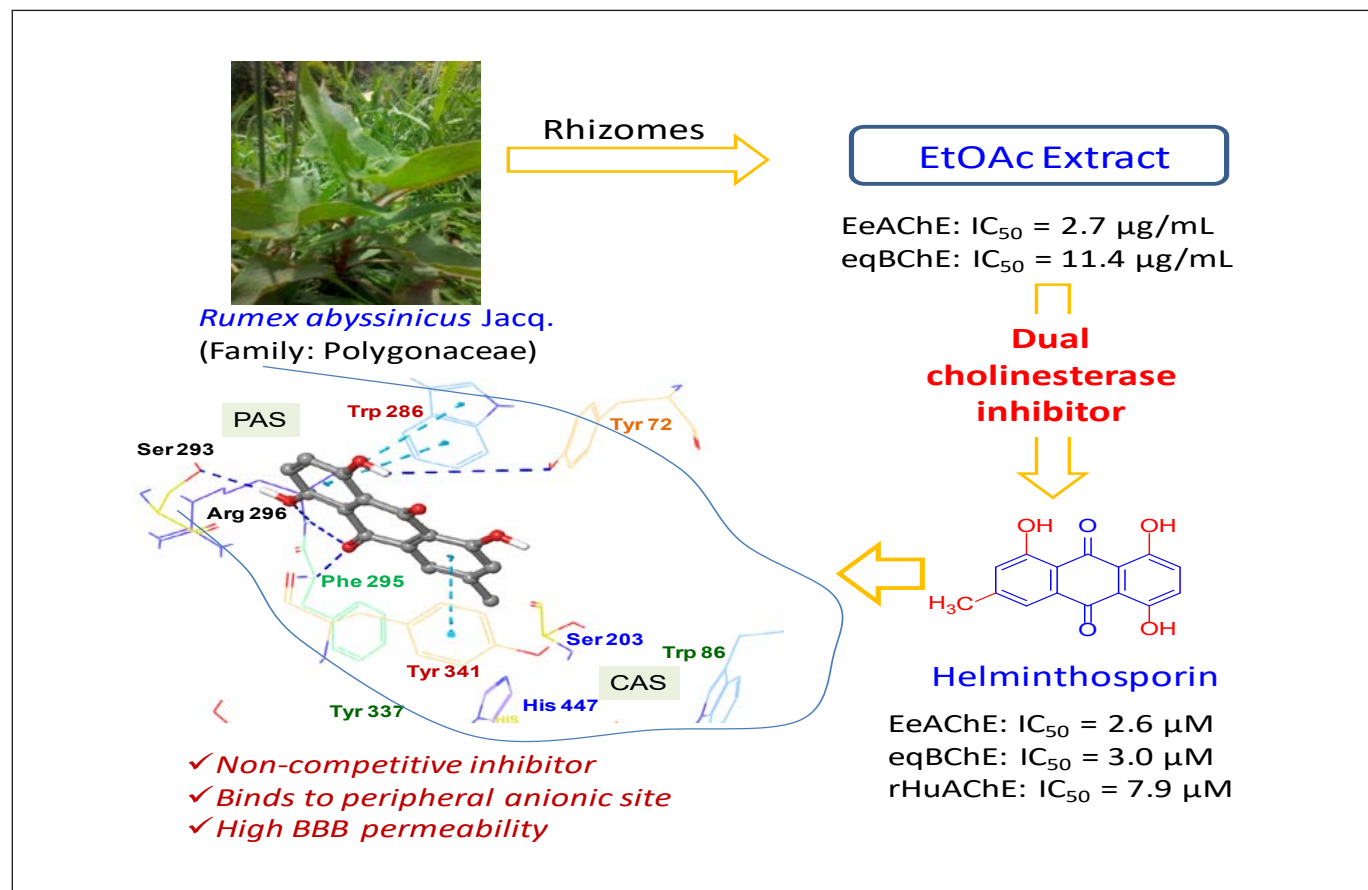 Rhizomes
EtOAc Extract
EeAChE: IC₅₀ = 2.7 µg/mL
eqBChE: IC₅₀ = 11.4 µg/mL
Rumex abyssinicus Jacq.
(Family: Polygonaceae)
Dual
cholinesterase
inhibitor
PAS
Trp 286
Tyr 72
Ser 293
Arg 296
Phe 295
Ser 203
Trp 86
Tyr 341
CAS
Tyr 337
His 447
HIS
OH
O
OH
H₃C
O
OH
Helminthosporin
EeAChE: IC₅₀ = 2.6 µM
eqBChE: IC₅₀ = 3.0 µM
rHuAChE: IC₅₀ = 7.9 µM
✓Non-competitive inhibitor
✓Binds to peripheral anionic site
✓High BBB permeability